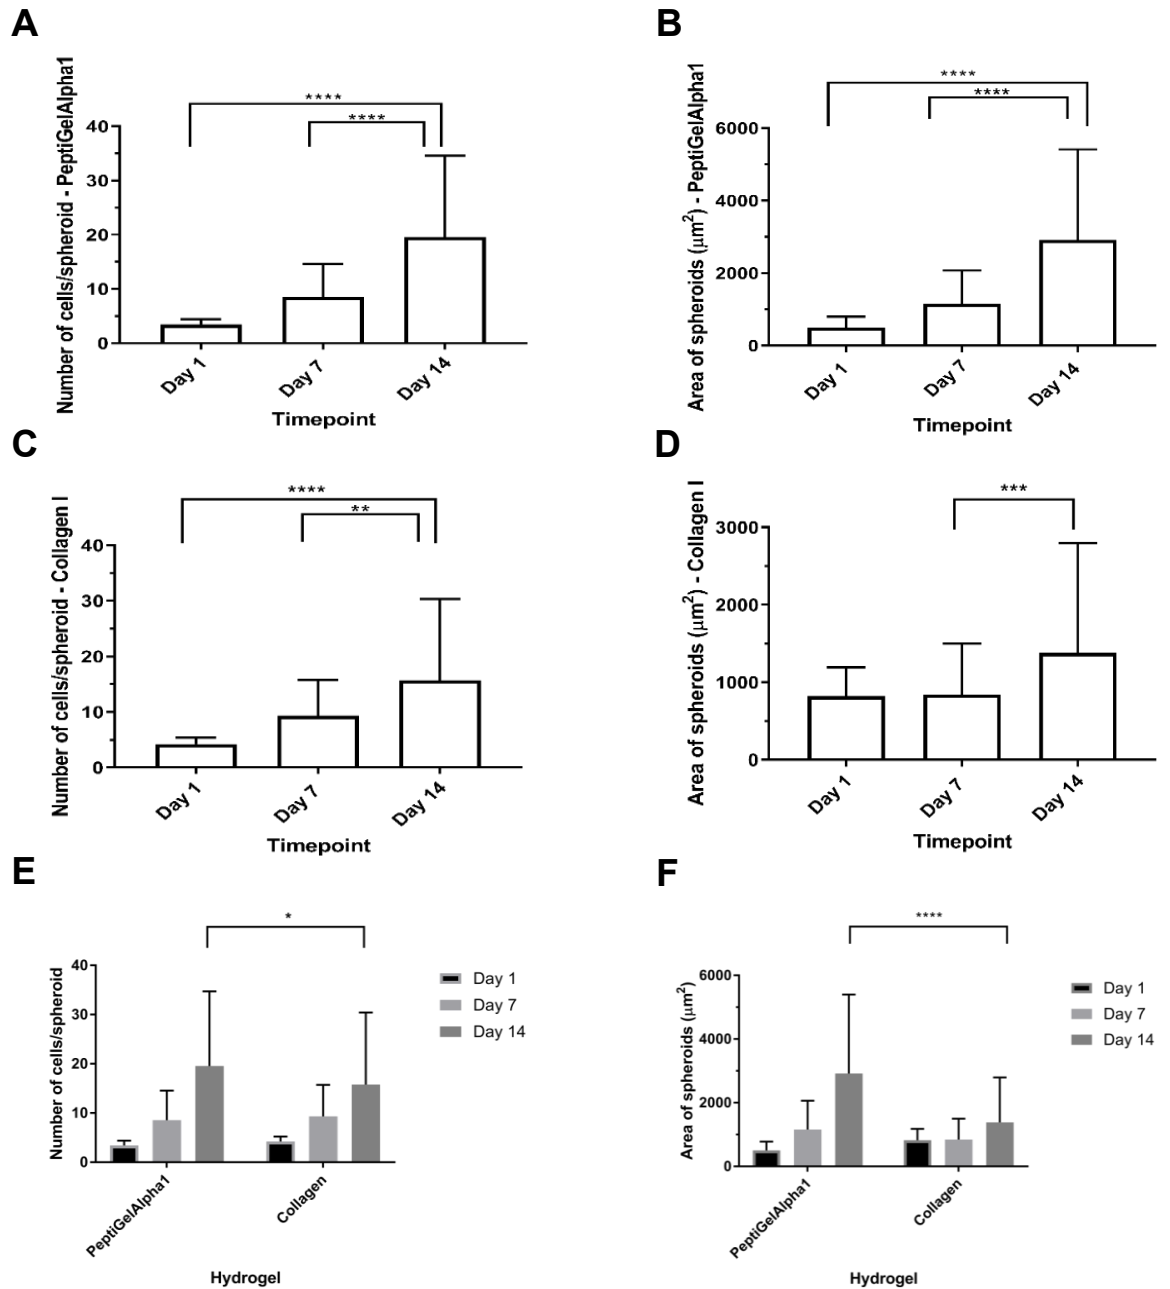 A
Number of cells/spheroid - PeptiGelAlpha1
****
****
40
30
20
10
0
Day 1
Day 7
Day 14
Timepoint
B
Area of spheroids (μm²) - PeptiGelAlpha1
****
****
6000
4000
2000
0
Day 1
Day 7
Day 14
Timepoint
C
Number of cells/spheroid - Collagen I
****
**
40
30
20
10
0
Day 1
Day 7
Day 14
Timepoint
D
Area of spheroids (μm²) - Collagen I
***
3000
2000
1000
0
Day 1
Day 7
Day 14
Timepoint
E
Number of cells/spheroid
*
40
30
20
10
0
PeptiGelAlpha1
Collagen
Hydrogel
Day 1
Day 7
Day 14
F
Area of spheroids (μm²)
****
6000
4000
2000
0
PeptiGelAlpha1
Collagen
Hydrogel
Day 1
Day 7
Day 14